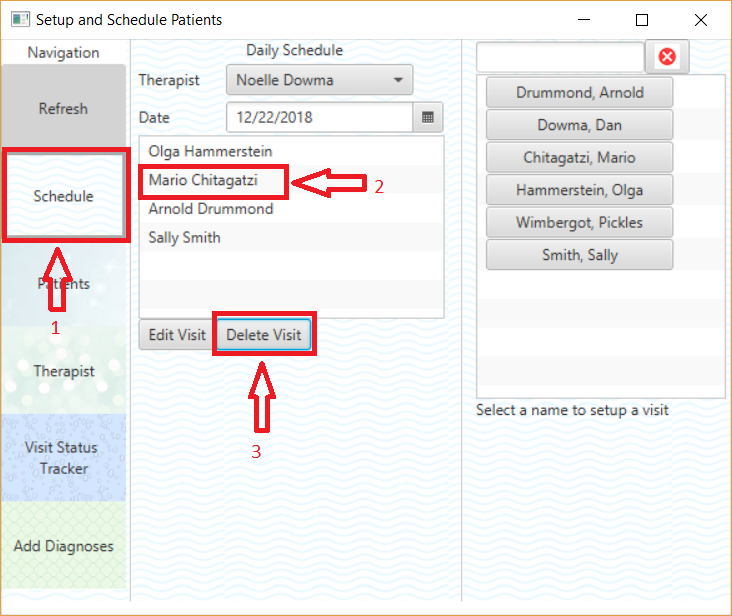 Setup and Schedule Patients
Navigation
Refresh
Schedule
1
Patients
Therapist
Visit Status
Tracker
Add Diagnoses
Daily Schedule
Therapist
Noelle Dowma
Date
12/22/2018
Olga Hammerstein
Mario Chitagatzi
2
Arnold Drummond
Sally Smith
Edit Visit
Delete Visit
3
Drummond, Arnold
Dowma, Dan
Chitagatzi, Mario
Hammerstein, Olga
Wimbergot, Pickles
Smith, Sally
Select a name to setup a visit